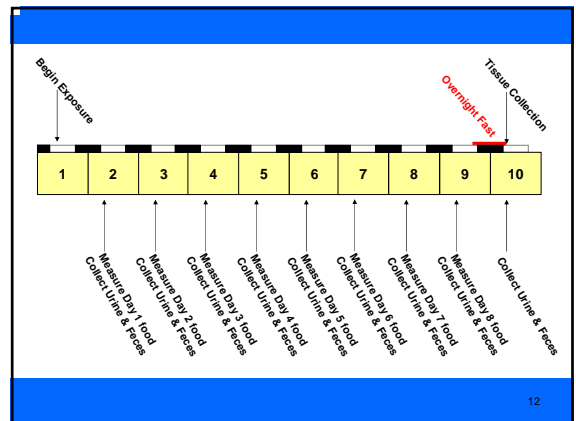 Begin Exposure
Overnight Fast
Tissue Collection
1 2 3 4 5 6 7 8 9 10
Measure Day 1 food
Collect Urine & Feces
Measure Day 2 food
Collect Urine & Feces
Measure Day 3 food
Collect Urine & Feces
Measure Day 4 food
Collect Urine & Feces
Measure Day 5 food
Collect Urine & Feces
Measure Day 6 food
Collect Urine & Feces
Measure Day 7 food
Collect Urine & Feces
Measure Day 8 food
Collect Urine & Feces
Collect Urine & Feces
12